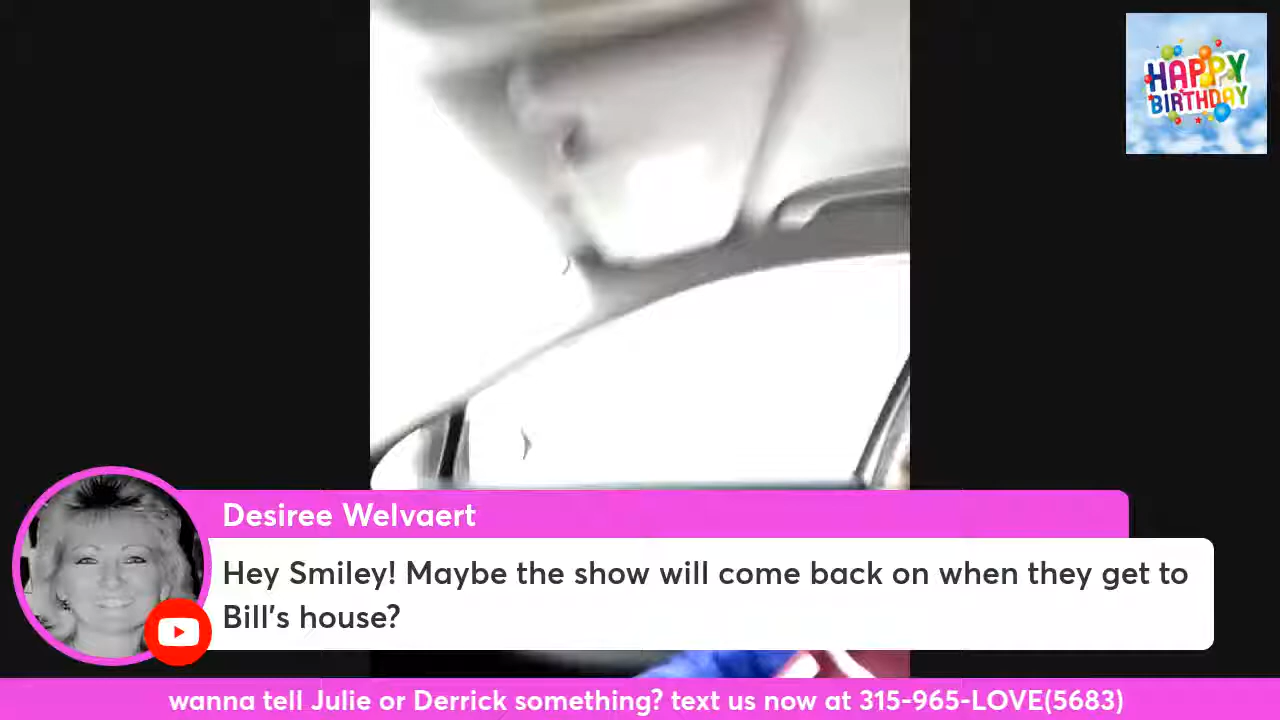 HAPPY
BIRTHDAY
Desiree Welvaert
Hey Smiley! Maybe the show will come back on when they get to
Bill's house?
wanna tell Julie or Derrick something? text us now at 315-965-LOVE(5683)